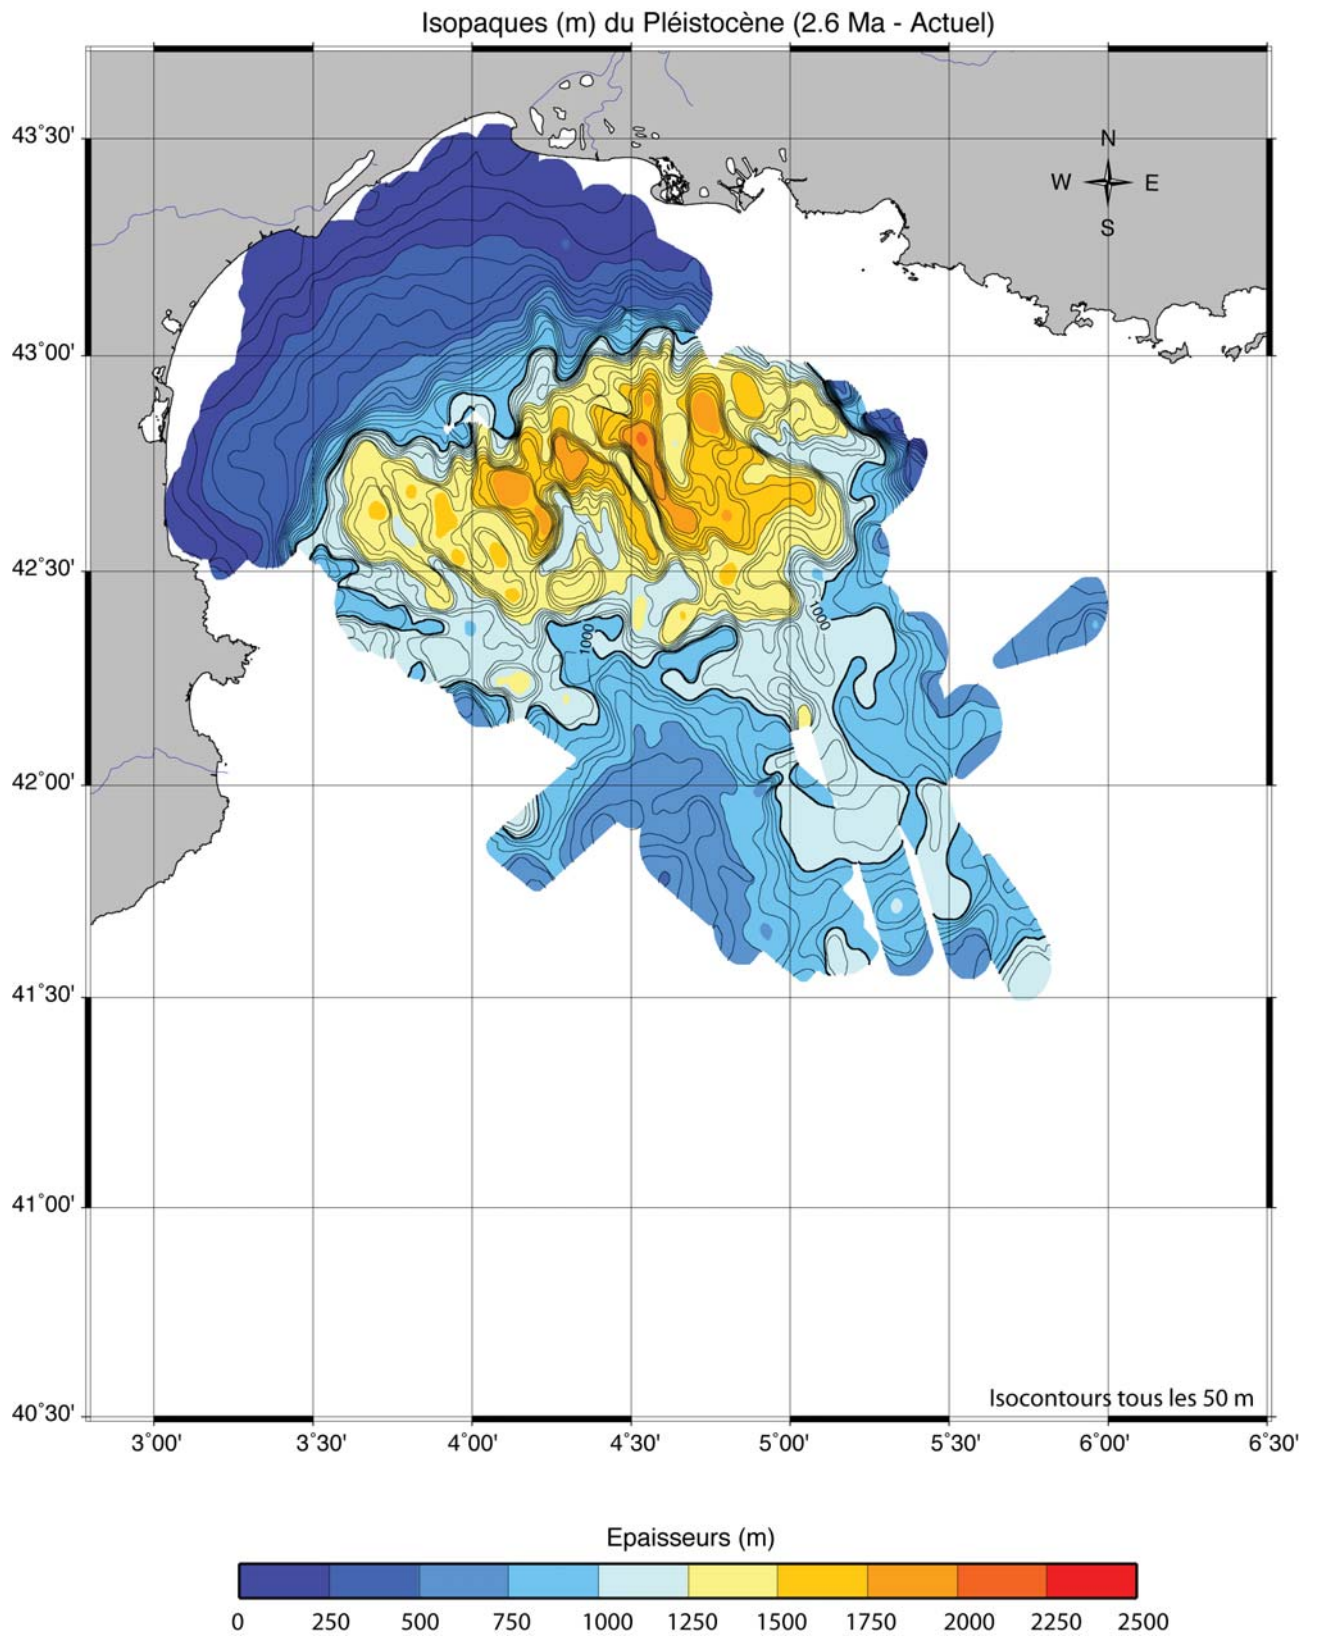 Isopaques (m) du Pléistocène (2.6 Ma - Actuel)
43˚30'
N
W E
S
43˚00'
42˚30'
1000
1000
42˚00'
41˚30'
41˚00'
Isocontours tous les 50 m
40˚30'
3˚00' 3˚30' 4˚00' 4˚30' 5˚00' 5˚30' 6˚00' 6˚30'
Epaisseurs (m)
0 250 500 750 1000 1250 1500 1750 2000 2250 2500